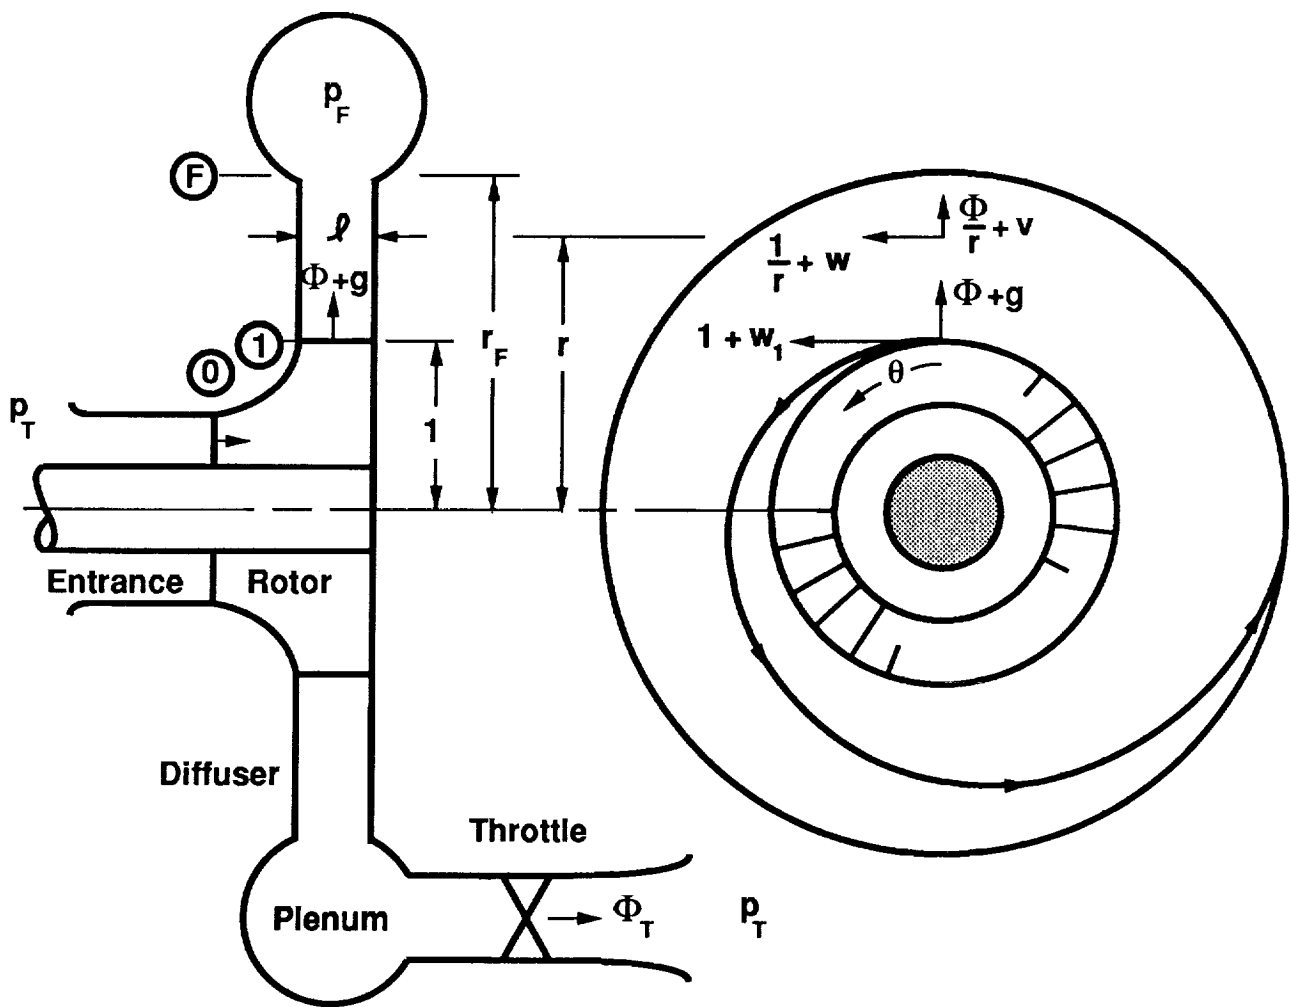 p_F
F
ℓ
Φ+g
1
0
p_T
r_F
r
1
Entrance
Rotor
Diffuser
Throttle
Plenum
Φ_T
p_T
Φ/r + v
1/r + w
Φ+g
1 + w_1
θ